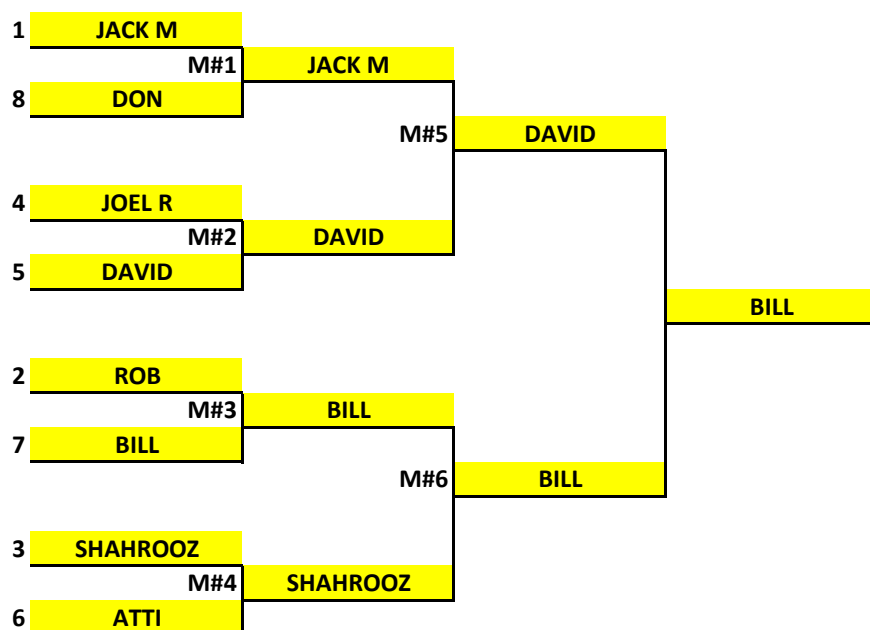 1 JACK M
M#1 JACK M
8 DON
M#5 DAVID
4 JOEL R
M#2 DAVID
5 DAVID
BILL
2 ROB
M#3 BILL
7 BILL
M#6 BILL
3 SHAHROOZ
M#4 SHAHROOZ
6 ATTI